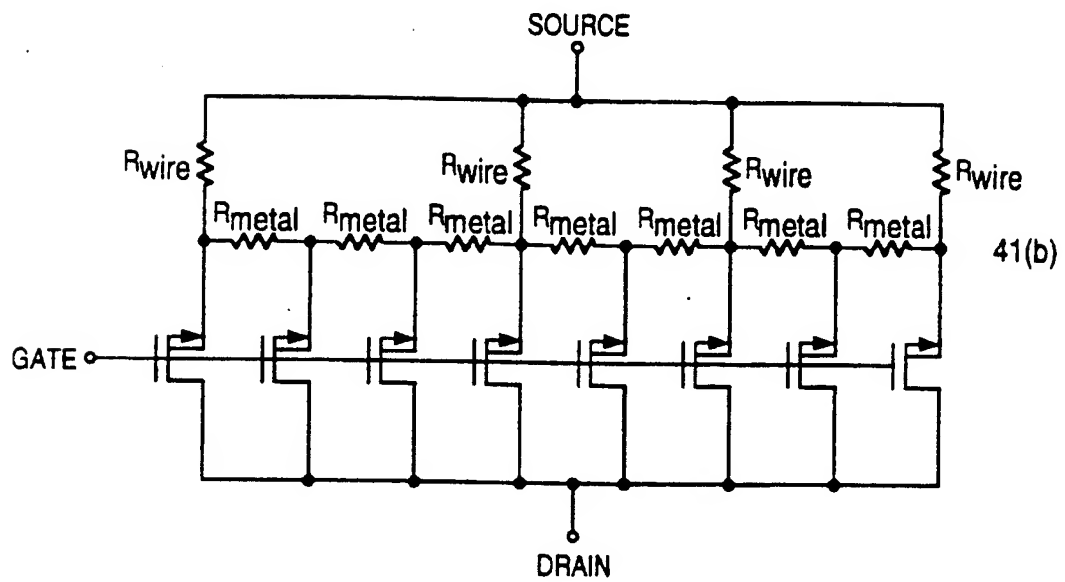 SOURCE
Rwire
Rwire
Rwire
Rwire
Rmetal
Rmetal
Rmetal
Rmetal
Rmetal
Rmetal
Rmetal
41(b)
GATE
DRAIN